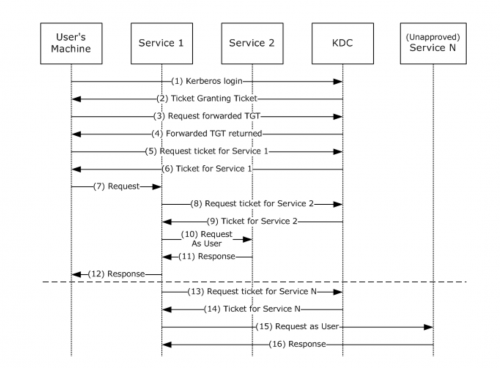 User's
Machine
Service 1
Service 2
KDC
(Unapproved)
Service N
(1) Kerberos login
(2) Ticket Granting Ticket
(3) Request forwarded TGT
(4) Forwarded TGT returned
(5) Request ticket for Service 1
(6) Ticket for Service 1
(7) Request
(8) Request ticket for Service 2
(9) Ticket for Service 2
(10) Request
As User
(11) Response
(12) Response
(13) Request ticket for Service N
(14) Ticket for Service N
(15) Request as User
(16) Response